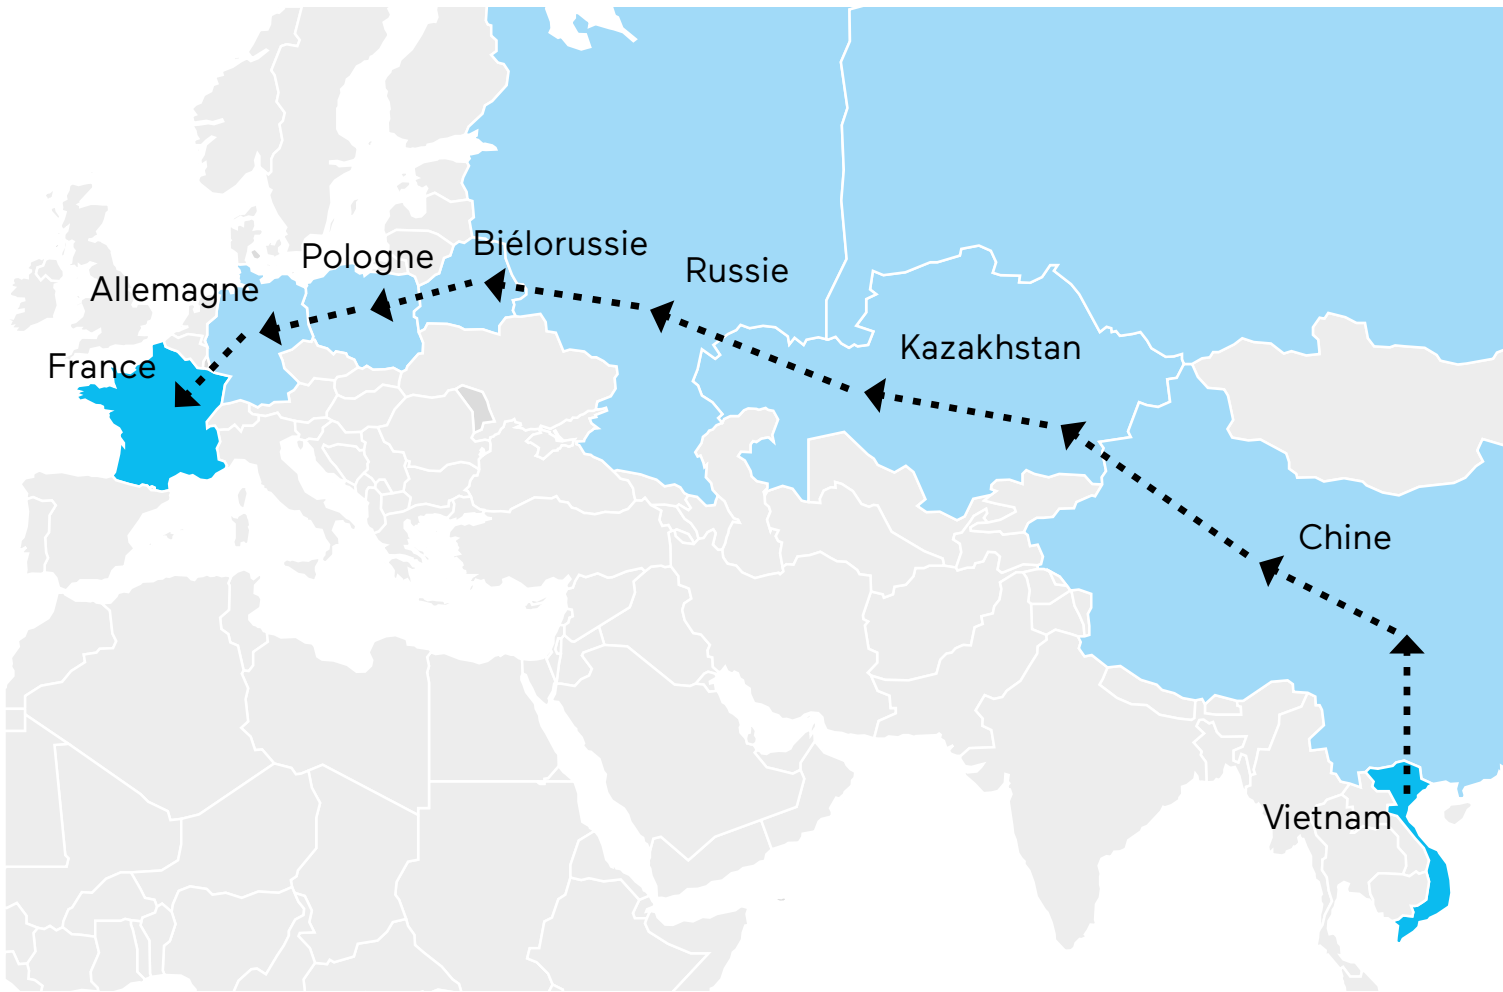 Biélorussie
Pologne
Russie
Allemagne
Kazakhstan
France
Chine
Vietnam